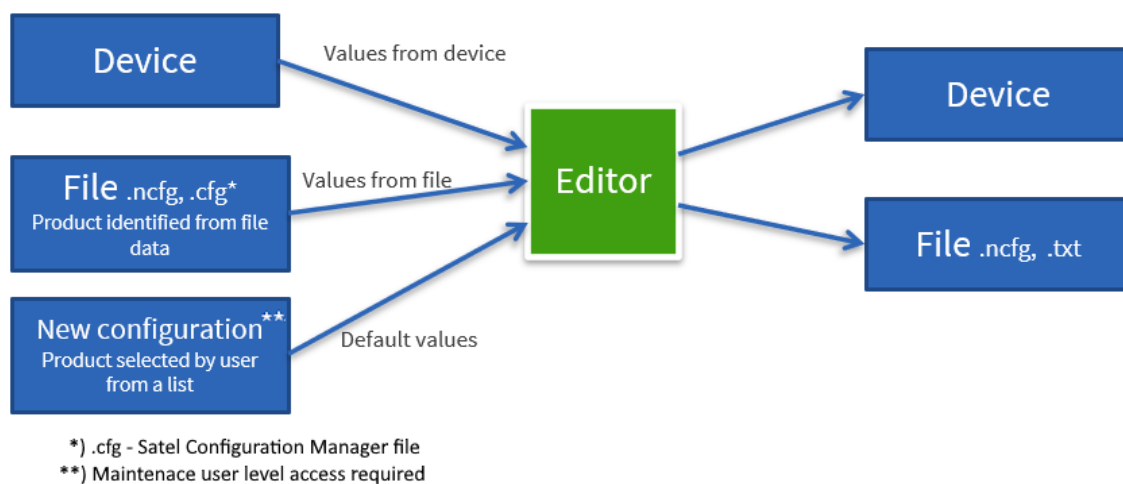 Device
Values from device
Device
File .ncfg, .cfg*
Product identified from file
data
Values from file
Editor
File .ncfg, .txt
New configuration**
Product selected by user
from a list
Default values
*) .cfg - Satel Configuration Manager file
**) Maintenace user level access required